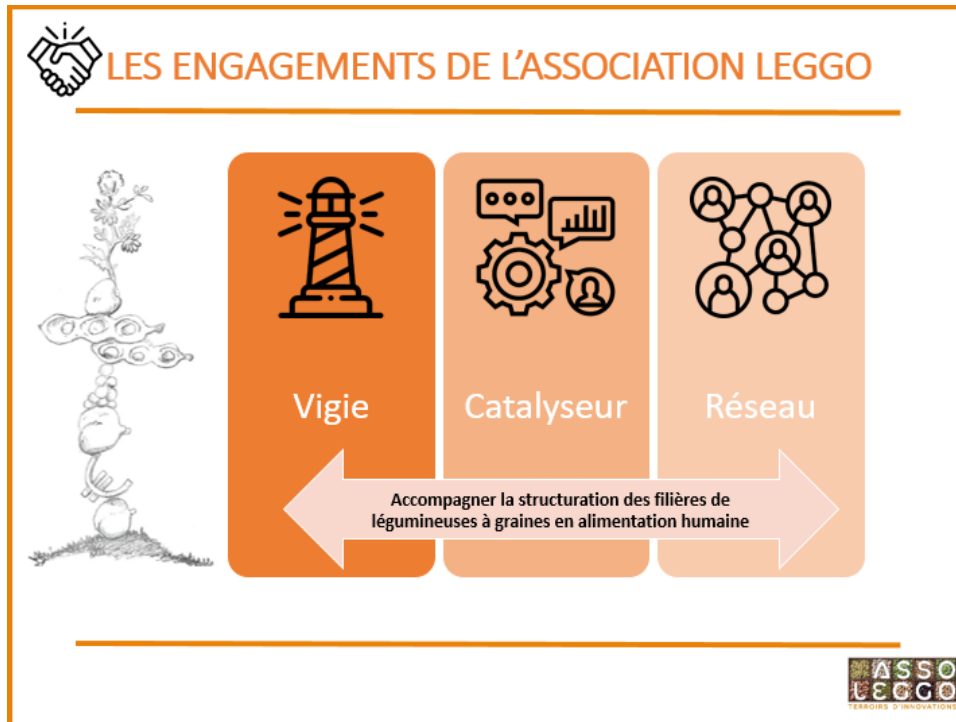 LES ENGAGEMENTS DE L'ASSOCIATION LEGGO
Vigie
Catalyseur
Réseau
Accompagner la structuration des filières de
légumineuses à graines en alimentation humaine
ASSO
LEGGO
TERROIRS D'INNOVATIONS